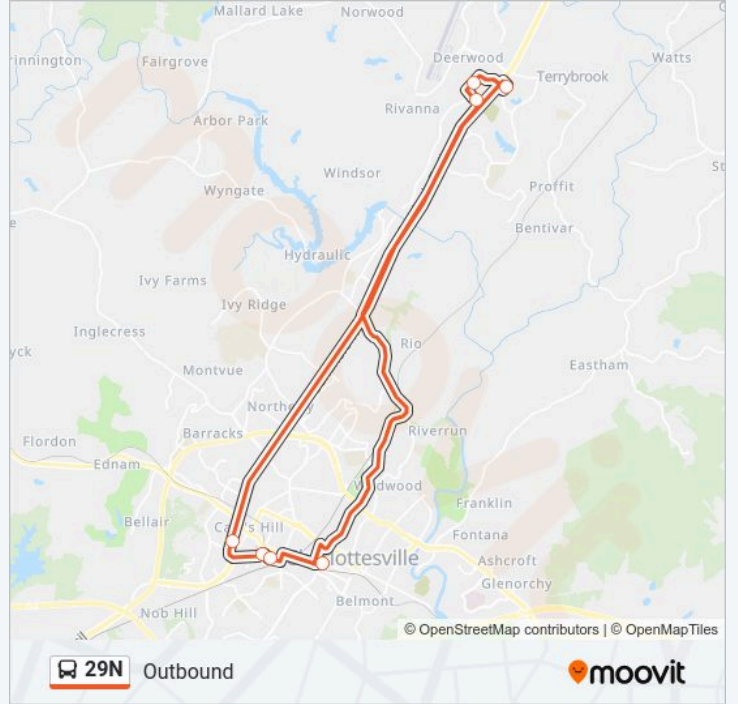 Mallard Lake
Norwood
Fairgrove
Deerwood
Terrybrook
Watts
Rivanna
Arbor Park
Windsor
Wyngate
Proffit
Bentivar
Hydraulic
Ivy Farms
Ivy Ridge
Inglecress
Rio
Eastham
Montvue
Barracks
Riverrun
Flordon
Ednam
Franklin
Bellair
Fontana
Ashcroft
Glenorchy
Belmont
Nob Hill
© OpenStreetMap contributors | © OpenMapTiles
29N Outbound
moovit